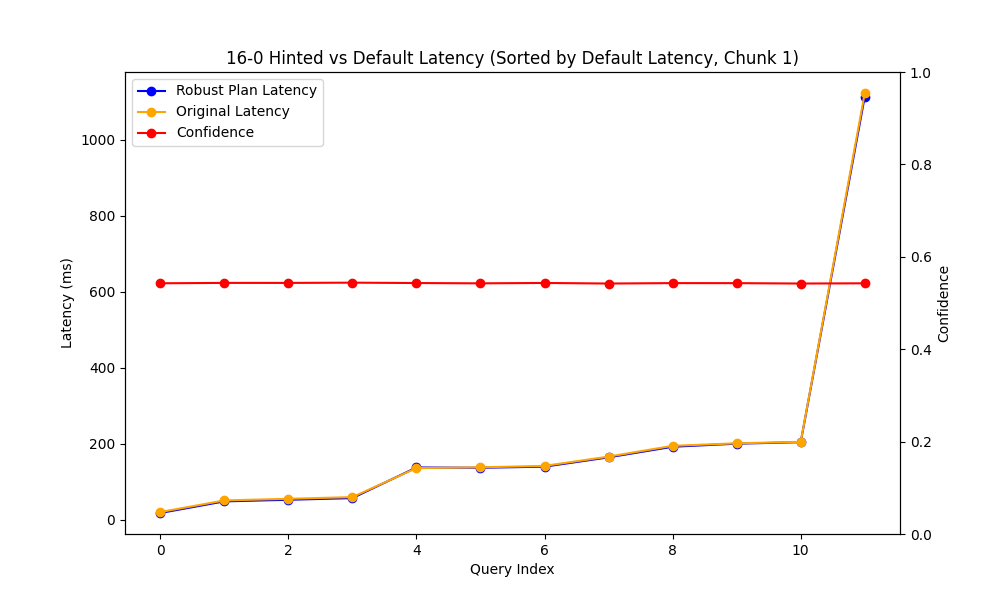 16-0 Hinted vs Default Latency (Sorted by Default Latency, Chunk 1)
Robust Plan Latency
Original Latency
Confidence
Latency (ms)
1000
800
600
400
200
0
0
2
4
6
8
10
Query Index
1.0
0.8
0.6
0.4
0.2
0.0
Confidence